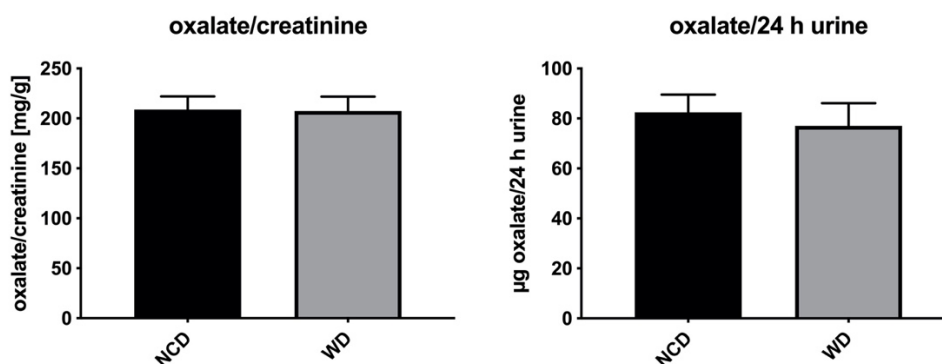 oxalate/creatinine
oxalate/creatinine [mg/g]
250
200
150
100
50
0
NCD
WD
oxalate/24 h urine
µg oxalate/24 h urine
100
80
60
40
20
0
NCD
WD